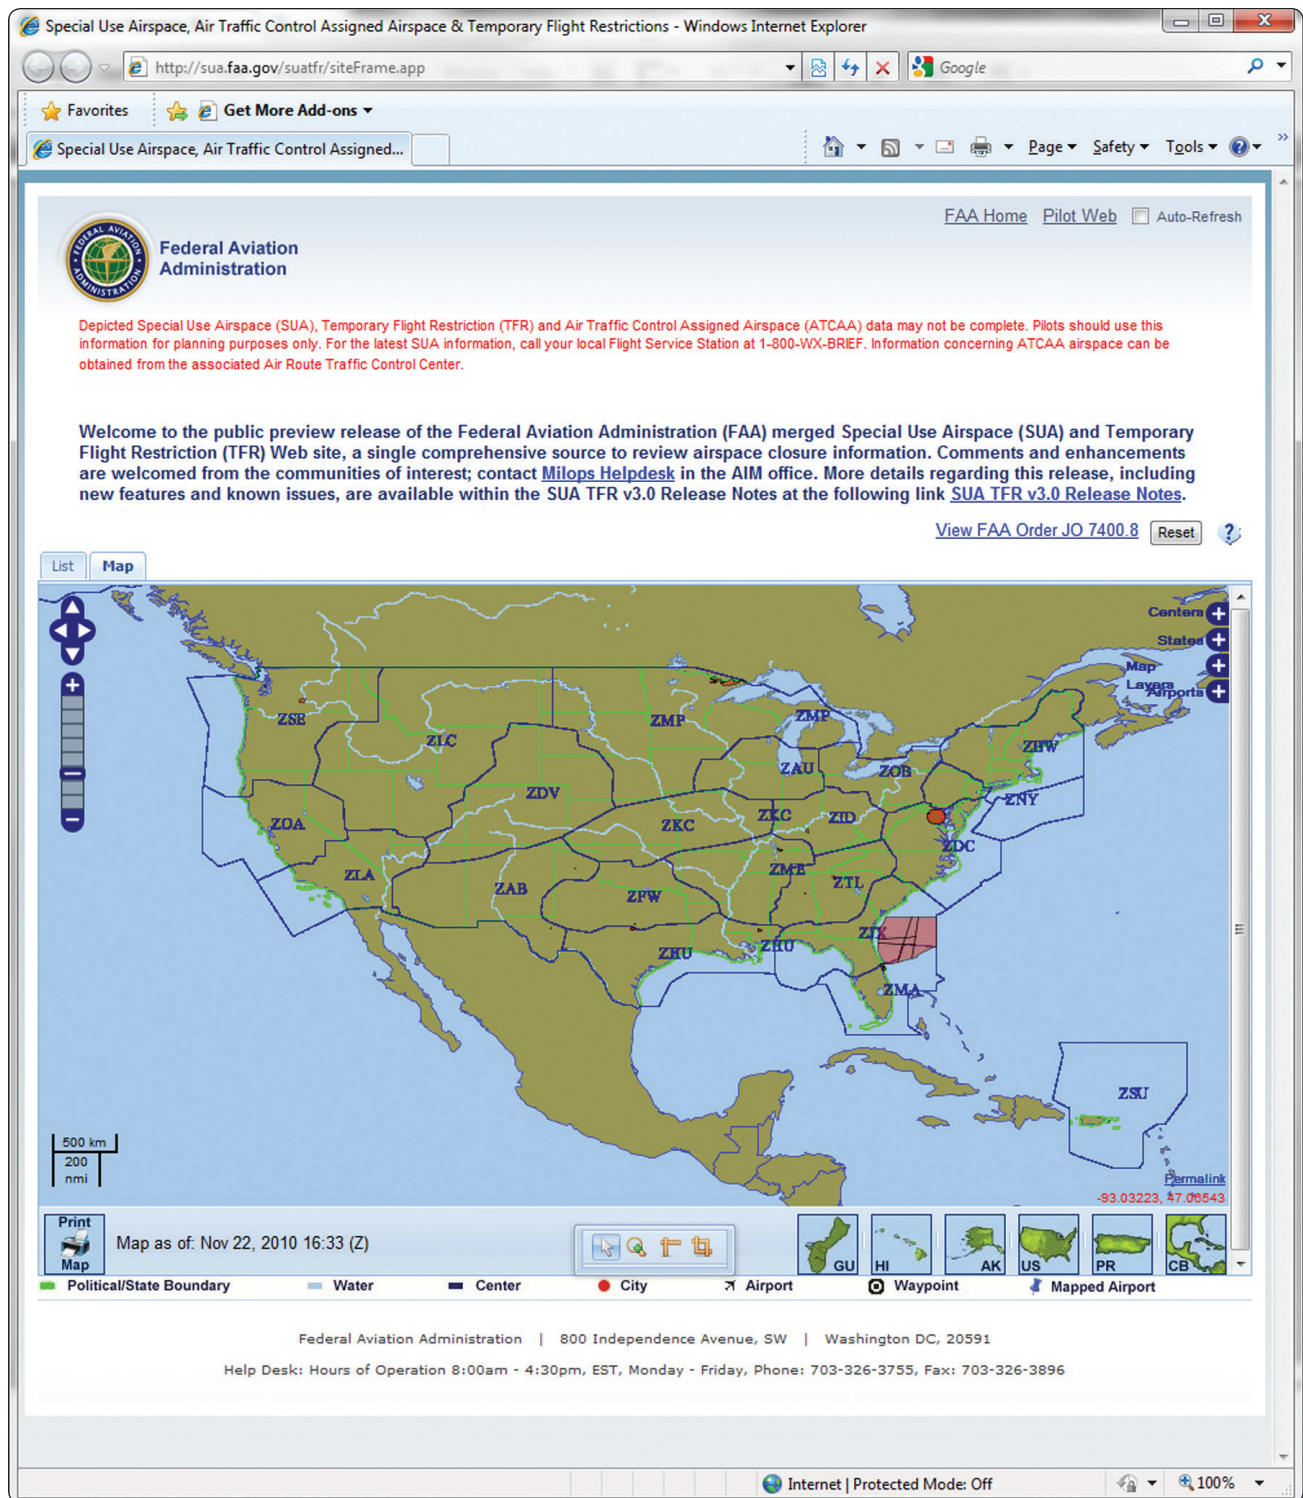 Special Use Airspace, Air Traffic Control Assigned Airspace & Temporary Flight Restrictions - Windows Internet Explorer
http://sua.faa.gov/suatfr/siteFrame.app
Google
Favorites
Get More Add-ons
Special Use Airspace, Air Traffic Control Assigned...
Page
Safety
Tools
FAA Home Pilot Web Auto-Refresh
FEDERAL AVIATION ADMINISTRATION
Federal Aviation
Administration
Depicted Special Use Airspace (SUA), Temporary Flight Restriction (TFR) and Air Traffic Control Assigned Airspace (ATCAA) data may not be complete. Pilots should use this
information for planning purposes only. For the latest SUA information, call your local Flight Service Station at 1-800-WX-BRIEF. Information concerning ATCAA airspace can be
obtained from the associated Air Route Traffic Control Center.
Welcome to the public preview release of the Federal Aviation Administration (FAA) merged Special Use Airspace (SUA) and Temporary
Flight Restriction (TFR) Web site, a single comprehensive source to review airspace closure information. Comments and enhancements
are welcomed from the communities of interest; contact Milops Helpdesk in the AIM office. More details regarding this release, including
new features and known issues, are available within the SUA TFR v3.0 Release Notes at the following link SUA TFR v3.0 Release Notes.
View FAA Order JO 7400.8 Reset
List Map
Centers
States
Map
Layers
Airports
ZSE
ZLC
ZMP
ZMP
ZBW
ZAU
ZOB
ZDV
ZNY
ZOA
ZKC
ZKC
ZID
ZDC
ZLA
ZAB
ZFW
ZME
ZTL
ZHU
ZHU
ZJX
ZMA
ZSU
500 km
200
nmi
Permalink
-93.03223, 47.06543
Print
Map
Map as of: Nov 22, 2010 16:33 (Z)
GU
HI
AK
US
PR
CB
Political/State Boundary Water Center City Airport Waypoint Mapped Airport
Federal Aviation Administration | 800 Independence Avenue, SW | Washington DC, 20591
Help Desk: Hours of Operation 8:00am - 4:30pm, EST, Monday - Friday, Phone: 703-326-3755, Fax: 703-326-3896
Internet | Protected Mode: Off
100%